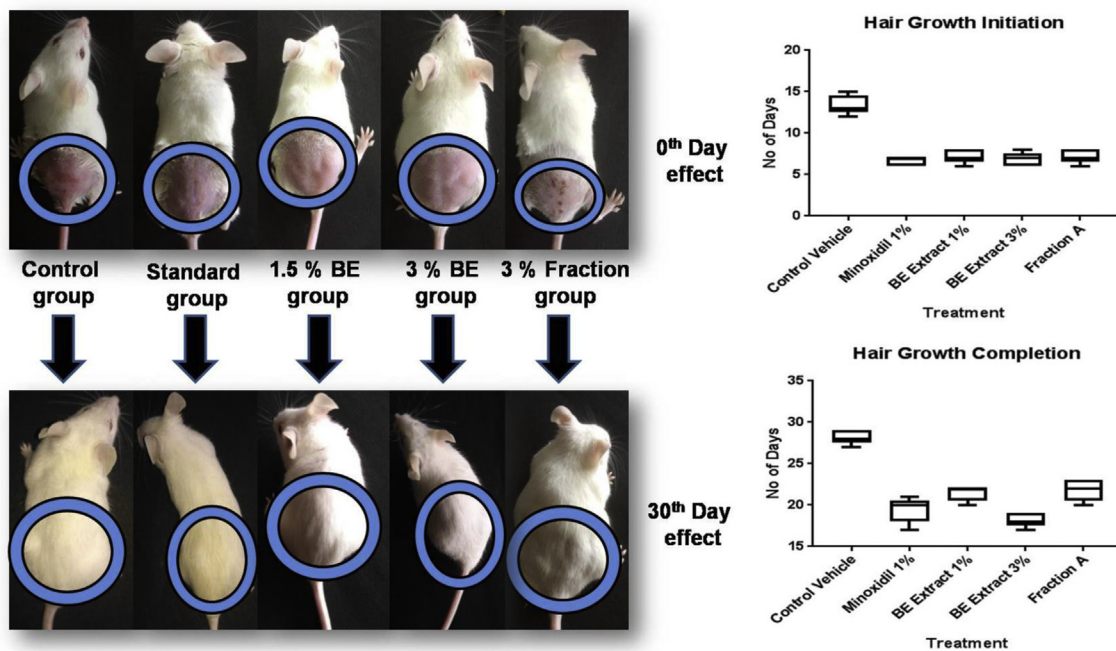 0th Day
effect
Control
group
Standard
group
1.5 % BE
group
3 % BE
group
3 % Fraction
group
30th Day
effect
Hair Growth Initiation
No of Days
20
15
10
5
0
Control Vehicle
Minoxidil 1%
BE Extract 1%
BE Extract 3%
Fraction A
Treatment
Hair Growth Completion
No of Days
35
30
25
20
15
Control Vehicle
Minoxidil 1%
BE Extract 1%
BE Extract 3%
Fraction A
Treatment